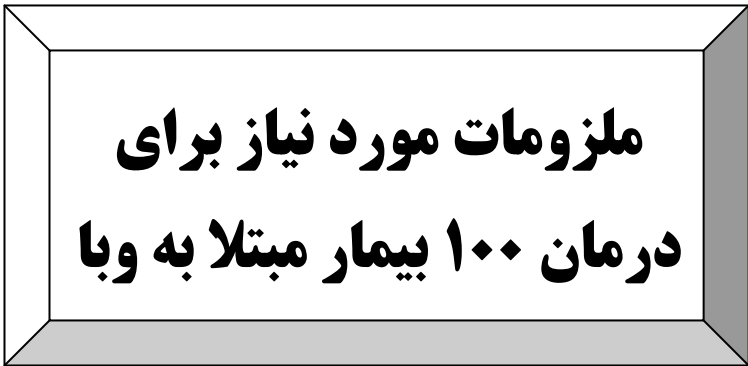 ملزومات مورد نیاز برای
درمان ۱۰۰ بیمار مبتلا به وبا